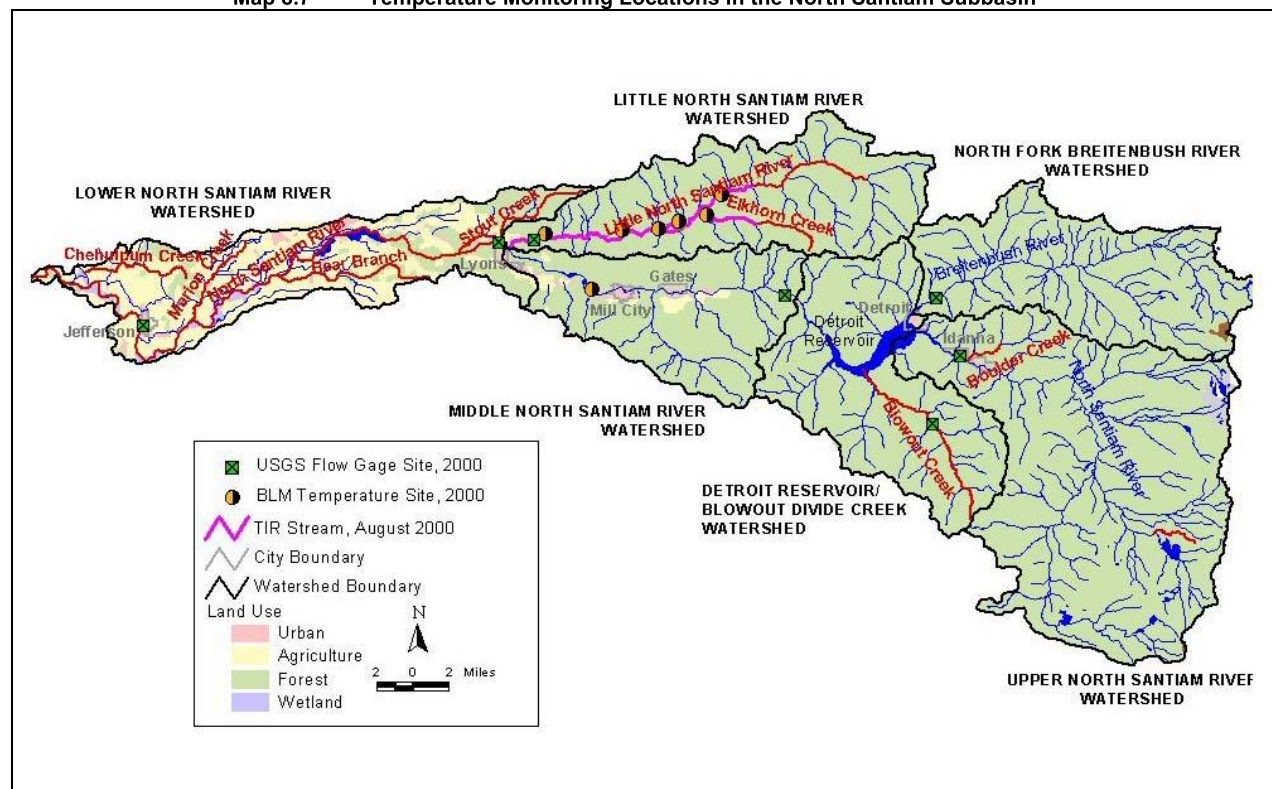 Map 8.7 Temperature Monitoring Locations in the North Santiam Subbasin
LITTLE NORTH SANTIAM RIVER
WATERSHED
NORTH FORK BREITENBUSH RIVER
WATERSHED
LOWER NORTH SANTIAM RIVER
WATERSHED
Chehulpum Creek
Marion Creek
North Santiam River
Bear Branch
Stout Creek
Little North Santiam River
Elkhorn Creek
Breitenbush River
Lyons
Gates
Mill City
Jefferson
Detroit
Detroit
Reservoir
Idanha
Boulder Creek
North Santiam River
Blowout Creek
MIDDLE NORTH SANTIAM RIVER
WATERSHED
DETROIT RESERVOIR/
BLOWOUT DIVIDE CREEK
WATERSHED
UPPER NORTH SANTIAM RIVER
WATERSHED
USGS Flow Gage Site, 2000
BLM Temperature Site, 2000
TIR Stream, August 2000
City Boundary
Watershed Boundary
Land Use
Urban
Agriculture
Forest
Wetland
N
2 0 2 Miles